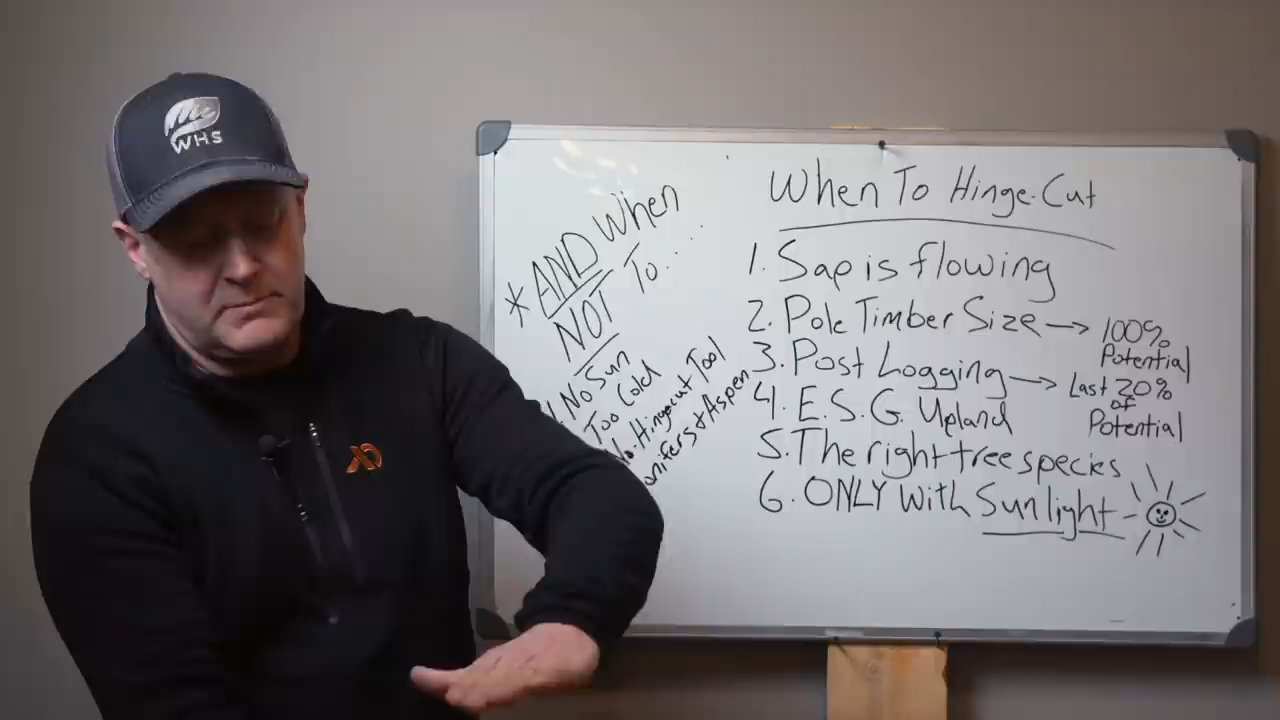 WHS
* AND When
NOT To...
No Sun
Too Cold
No Hingecut Tool
onifers & Aspen
When To Hinge-Cut
1. Sap is flowing
2. Pole Timber Size → 100% Potential
3. Post Logging → Last 20% of Potential
4. E.S.G. Upland
5. The right tree species
6. ONLY With Sunlight